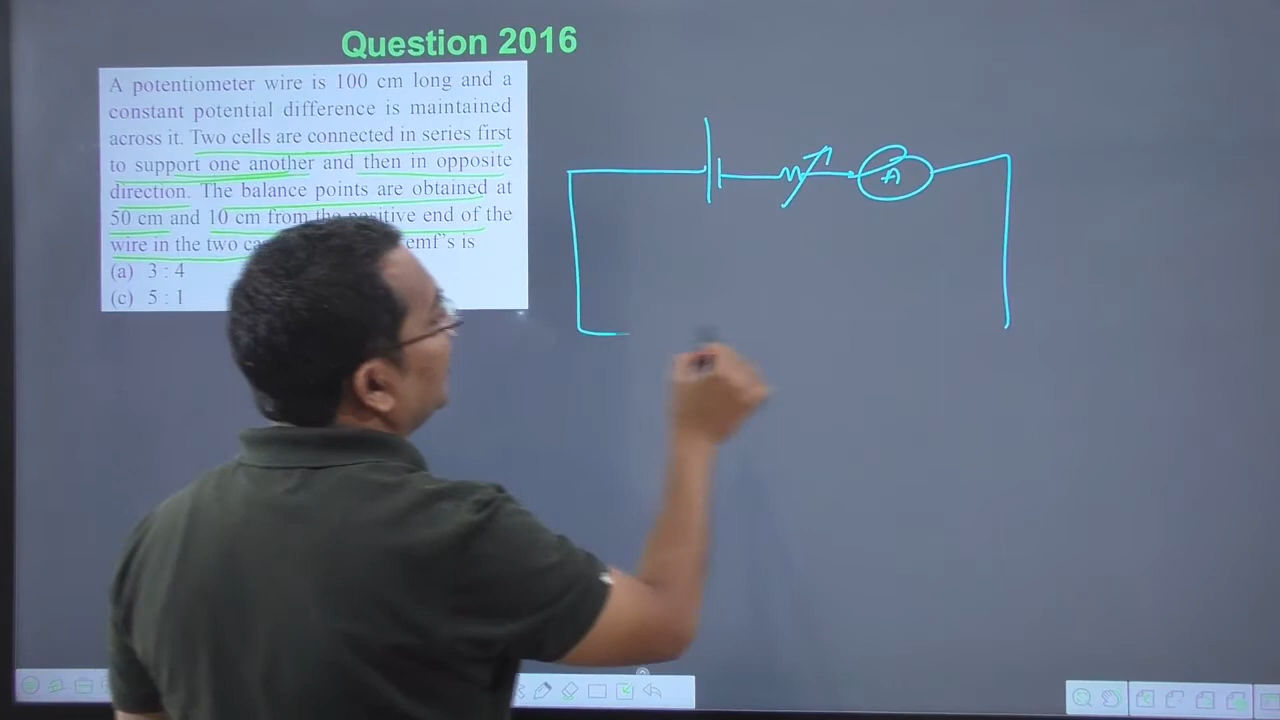 Question 2016
A potentiometer wire is 100 cm long and a
constant potential difference is maintained
across it. Two cells are connected in series first
to support one another and then in opposite
direction. The balance points are obtained at
50 cm and 10 cm from the positive end of the
wire in the two emf's is
(a) 3 : 4
(c) 5 : 1
A